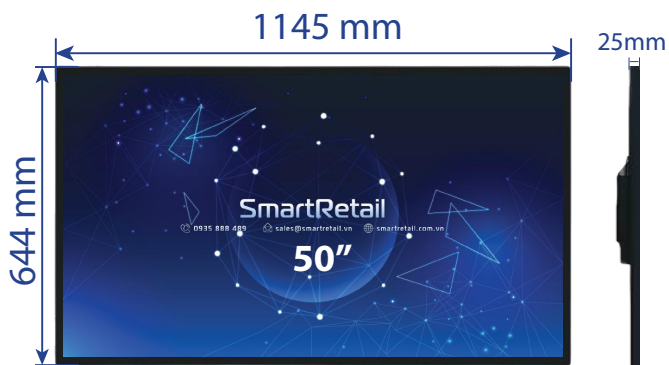 1145 mm
25mm
644 mm
SmartRetail
0935 888 489 sales@smartretail.vn smartretail.com.vn
50"